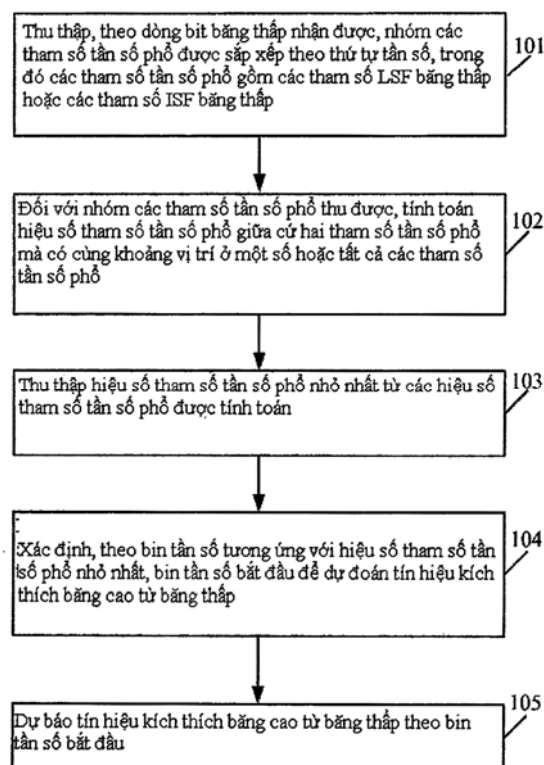 Thu thập, theo dòng bit băng thấp nhận được, nhóm các
tham số tần số phổ được sắp xếp theo thứ tự tần số, trong
đó các tham số tần số phổ gồm các tham số LSF băng thấp
hoặc các tham số ISF băng thấp
101
Đối với nhóm các tham số tần số phổ thu được, tính toán
hiệu số tham số tần số phổ giữa cứ hai tham số tần số phổ
mà có cùng khoảng vị trí ở một số hoặc tất cả các tham số
tần số phổ
102
Thu thập hiệu số tham số tần số phổ nhỏ nhất từ các hiệu số
tham số tần số phổ được tính toán
103
Xác định, theo bin tần số tương ứng với hiệu số tham số tần
số phổ nhỏ nhất, bin tần số bắt đầu để dự đoán tín hiệu kích
thích băng cao từ băng thấp
104
Dự báo tín hiệu kích thích băng cao từ băng thấp theo bin
tần số bắt đầu
105